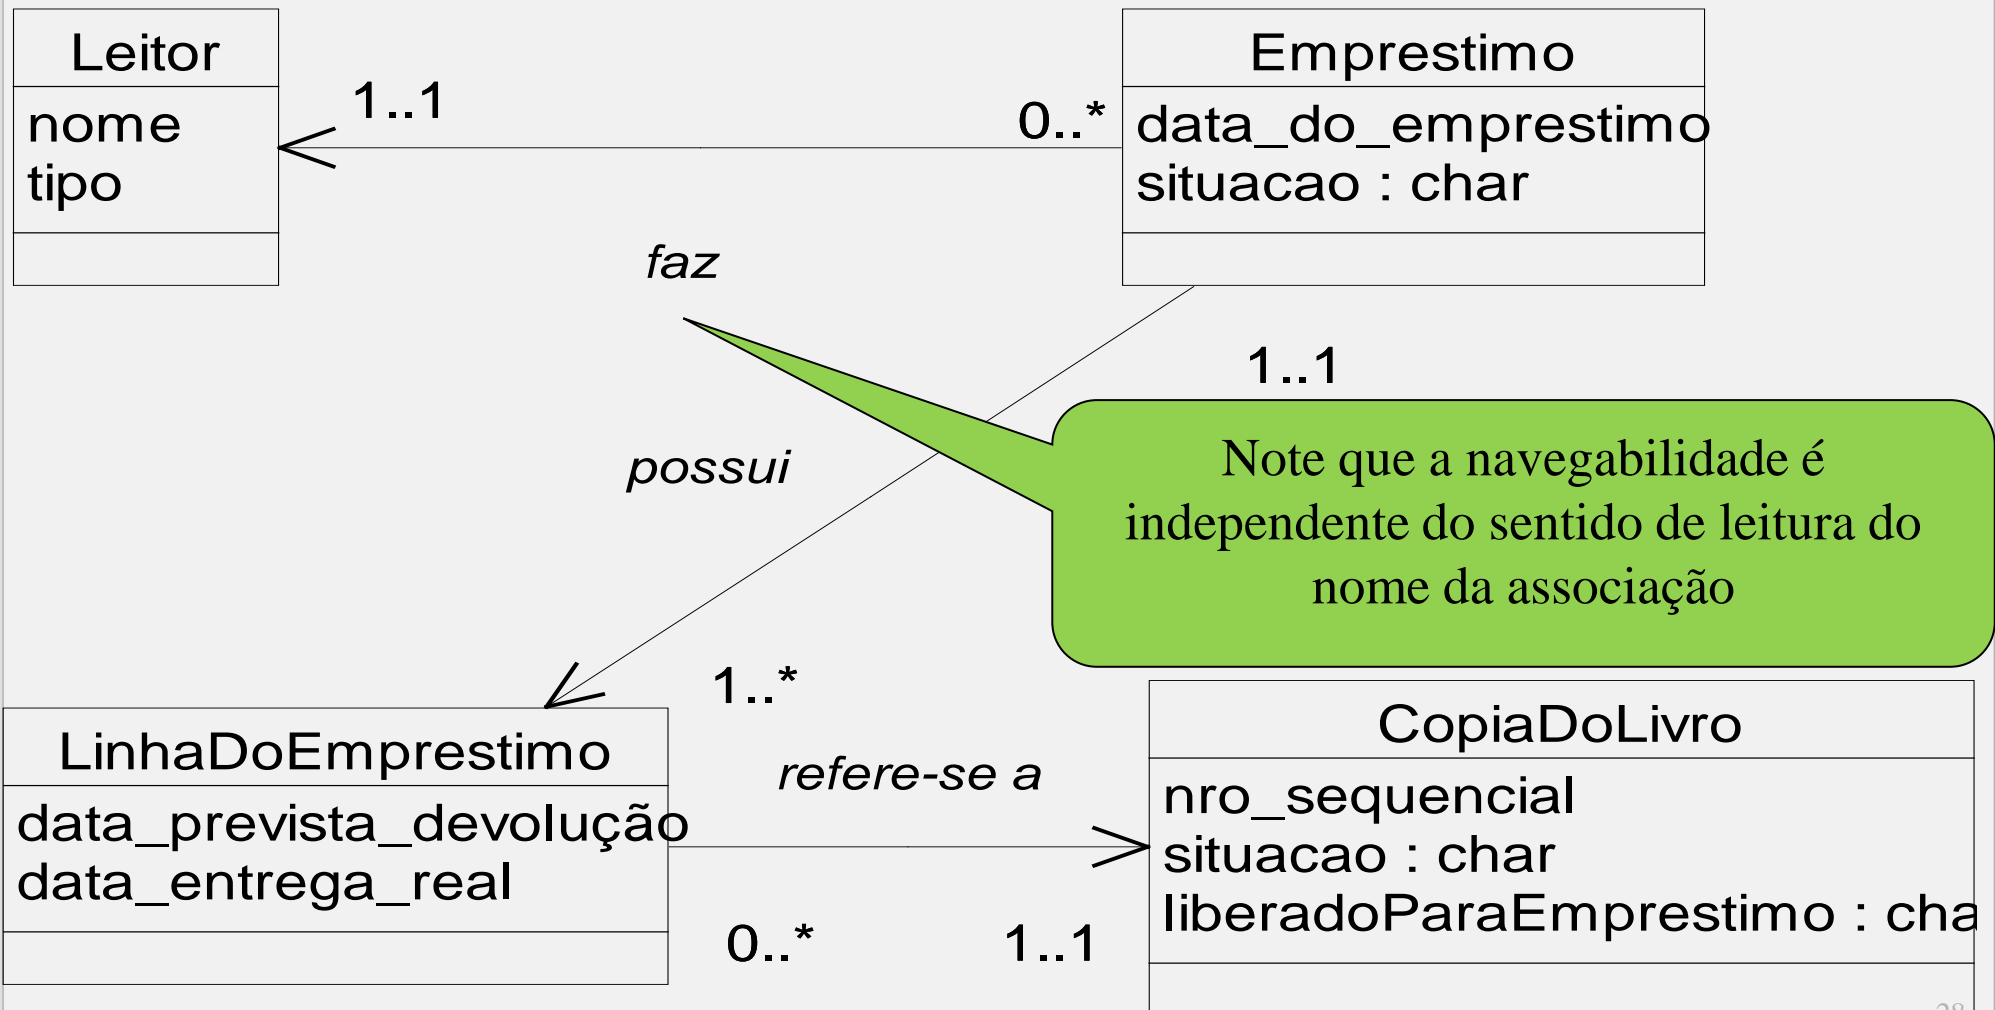 Leitor
nome
tipo
1..1
0..*
Emprestimo
data_do_emprestimo
situacao : char
faz
1..1
possui
Note que a navegabilidade é
independente do sentido de leitura do
nome da associação
1..*
LinhaDoEmprestimo
data_prevista_devolução
data_entrega_real
refere-se a
0..*
1..1
CopiaDoLivro
nro_sequencial
situacao : char
liberadoParaEmprestimo : cha
28